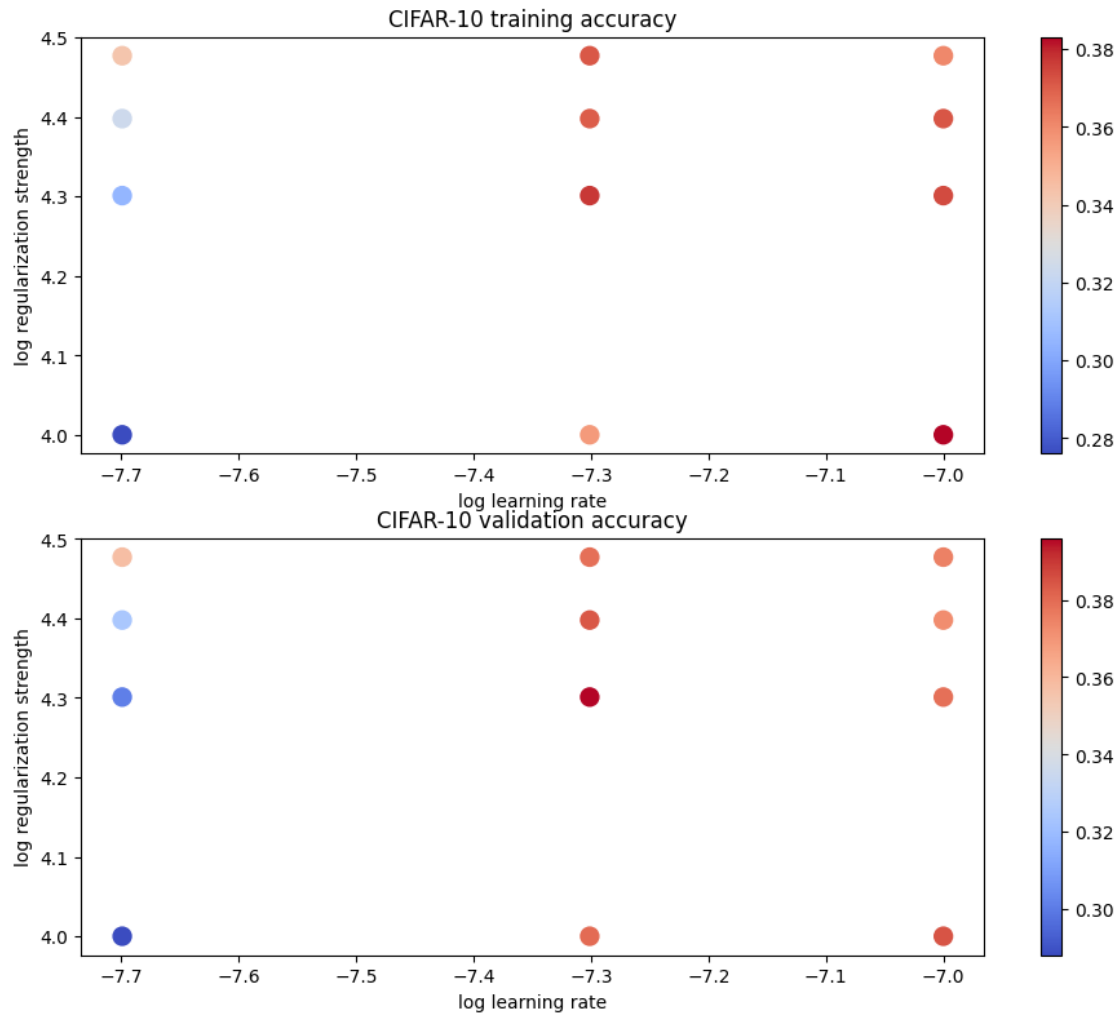 CIFAR-10 training accuracy
4.5
4.4
4.3
4.2
4.1
4.0
log regularization strength
−7.7 −7.6 −7.5 −7.4 −7.3 −7.2 −7.1 −7.0
log learning rate
0.38
0.36
0.34
0.32
0.30
0.28
CIFAR-10 validation accuracy
4.5
4.4
4.3
4.2
4.1
4.0
log regularization strength
−7.7 −7.6 −7.5 −7.4 −7.3 −7.2 −7.1 −7.0
log learning rate
0.38
0.36
0.34
0.32
0.30